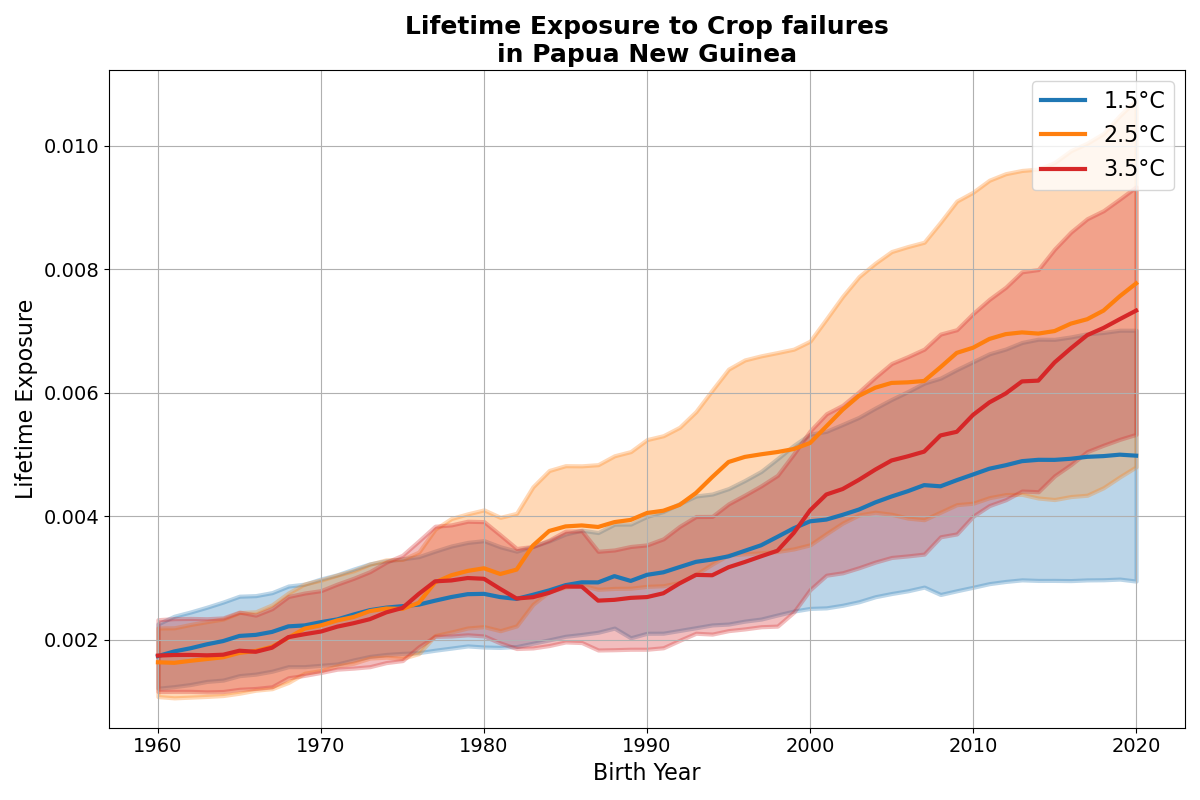 Lifetime Exposure to Crop failures
in Papua New Guinea
1.5°C
2.5°C
3.5°C
Lifetime Exposure
0.010
0.008
0.006
0.004
0.002
1960 1970 1980 1990 2000 2010 2020
Birth Year